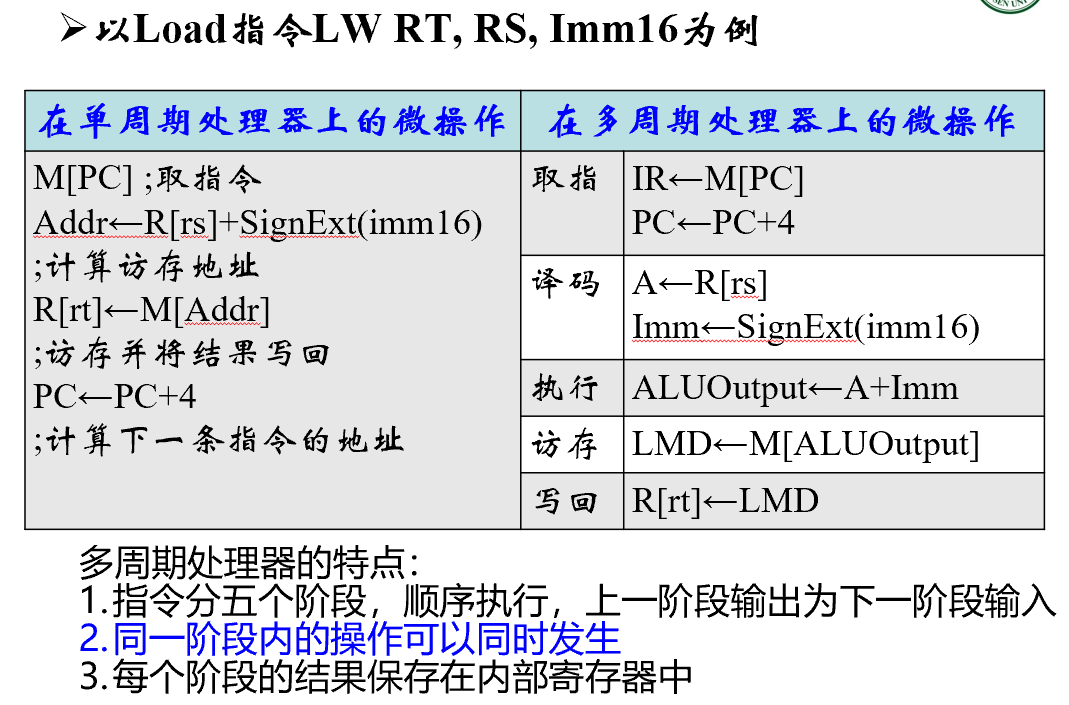 ➢以Load指令LW RT, RS, Imm16为例
在单周期处理器上的微操作 在多周期处理器上的微操作
M[PC] ;取指令
Addr←R[rs]+SignExt(imm16)
;计算访存地址
R[rt]←M[Addr]
;访存并将结果写回
PC←PC+4
;计算下一条指令的地址
取指 IR←M[PC]
PC←PC+4
译码 A←R[rs]
Imm←SignExt(imm16)
执行 ALUOutput←A+Imm
访存 LMD←M[ALUOutput]
写回 R[rt]←LMD
多周期处理器的特点：
1.指令分五个阶段，顺序执行，上一阶段输出为下一阶段输入
2.同一阶段内的操作可以同时发生
3.每个阶段的结果保存在内部寄存器中